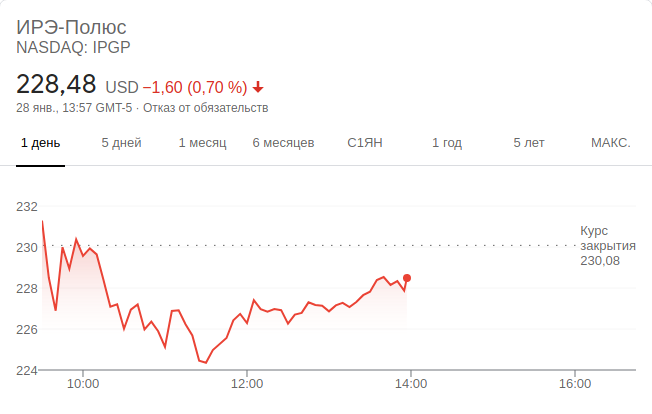 ИРЭ-Полюс
NASDAQ: IPGP
228,48 USD −1,60 (0,70 %)
28 янв., 13:57 GMT-5 · Отказ от обязательств
1 день 5 дней 1 месяц 6 месяцев С1ЯН 1 год 5 лет МАКС.
232
Курс
230 закрытия
230,08
228
226
224
10:00 12:00 14:00 16:00